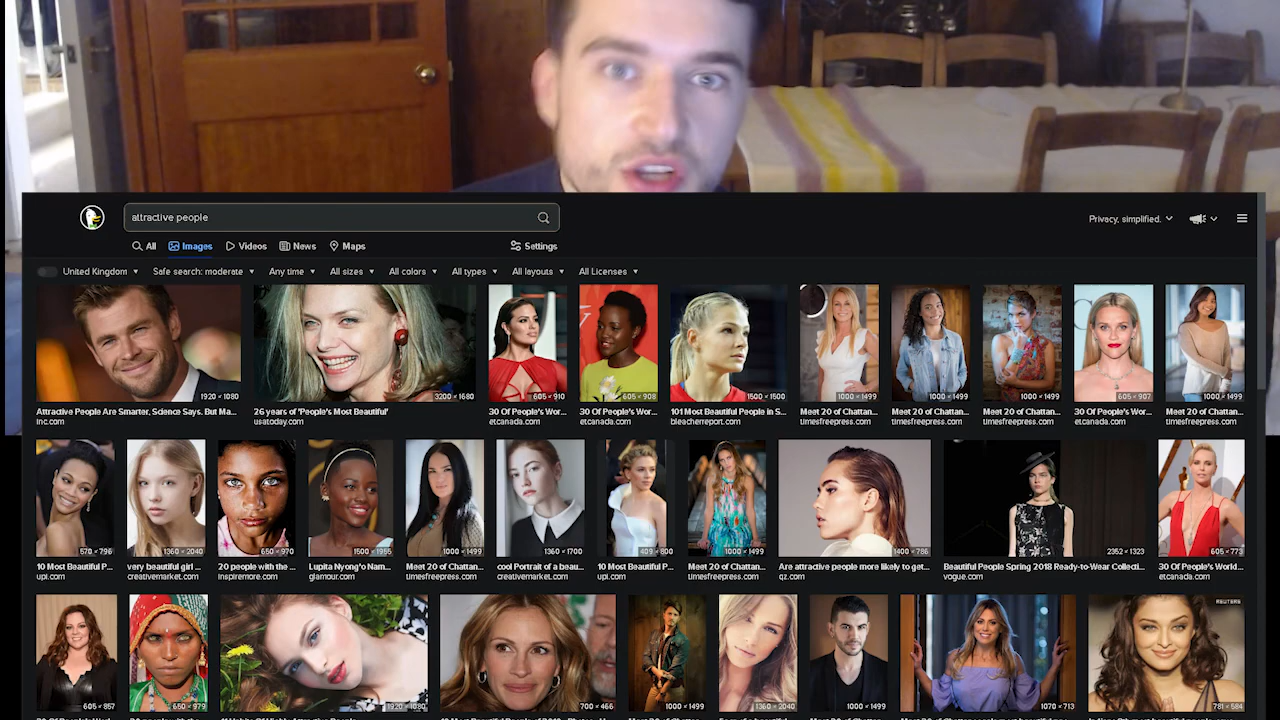 attractive people
Privacy, simplified.
All Images Videos News Maps Settings
United Kingdom Safe search: moderate Any time All sizes All colors All types All layouts All Licenses
1920 × 1080 3200 × 1680 605 × 910 605 × 908 1500 × 1500 1000 × 1499 1000 × 1499 1000 × 1499 605 × 907 1000 × 1499
Attractive People Are Smarter, Science Says. But Ma... 26 years of 'People's Most Beautiful' 30 Of People's Wor... 30 Of People's Wor... 101 Most Beautiful People in S... Meet 20 of Chattan... Meet 20 of Chattan... Meet 20 of Chattan... 30 Of People's Wor... Meet 20 of Chattan...
inc.com usatoday.com etcanada.com etcanada.com bleacherreport.com timesfreepress.com timesfreepress.com timesfreepress.com etcanada.com timesfreepress.com
570 × 796 1360 × 2040 650 × 970 1500 × 1955 1000 × 1499 1360 × 1700 409 × 600 1000 × 1499 1400 × 786 2352 × 1323 605 × 773
10 Most Beautiful P... very beautiful girl ... 20 people with the ... Lupita Nyong'o Nam... Meet 20 of Chattan... cool Portrait of a beau... 10 Most Beautiful P... Meet 20 of Chattan... Are attractive people more likely to get... Beautiful People Spring 2018 Ready-to-Wear Collecti... 30 Of People's World...
upi.com creativemarket.com inspiremore.com glamour.com timesfreepress.com creativemarket.com upi.com timesfreepress.com qz.com vogue.com etcanada.com
REUTERS
605 × 857 650 × 979 1920 × 1080 700 × 466 1000 × 1499 1360 × 2040 1000 × 1499 1070 × 713 781 × 584